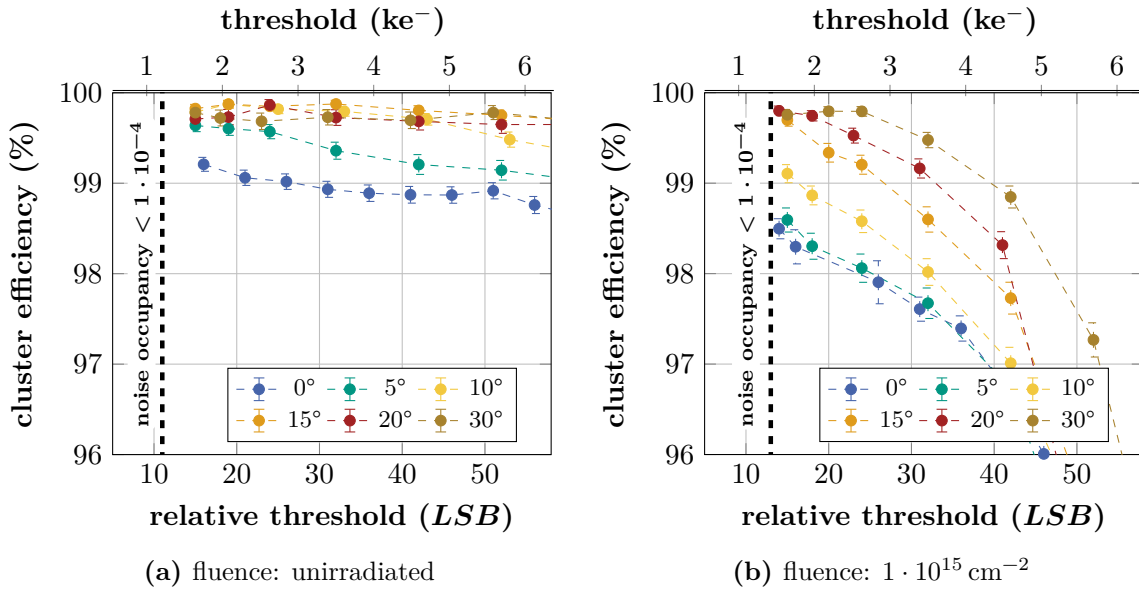 threshold (ke⁻)
1 2 3 4 5 6
100
99
98
97
96
cluster efficiency (%)
noise occupancy < 1 · 10⁻⁴
0° 5° 10°
15° 20° 30°
10 20 30 40 50
relative threshold (LSB)
(a) fluence: unirradiated
threshold (ke⁻)
1 2 3 4 5 6
100
99
98
97
96
cluster efficiency (%)
noise occupancy < 1 · 10⁻⁴
0° 5° 10°
15° 20° 30°
10 20 30 40 50
relative threshold (LSB)
(b) fluence: 1 · 10¹⁵ cm⁻²